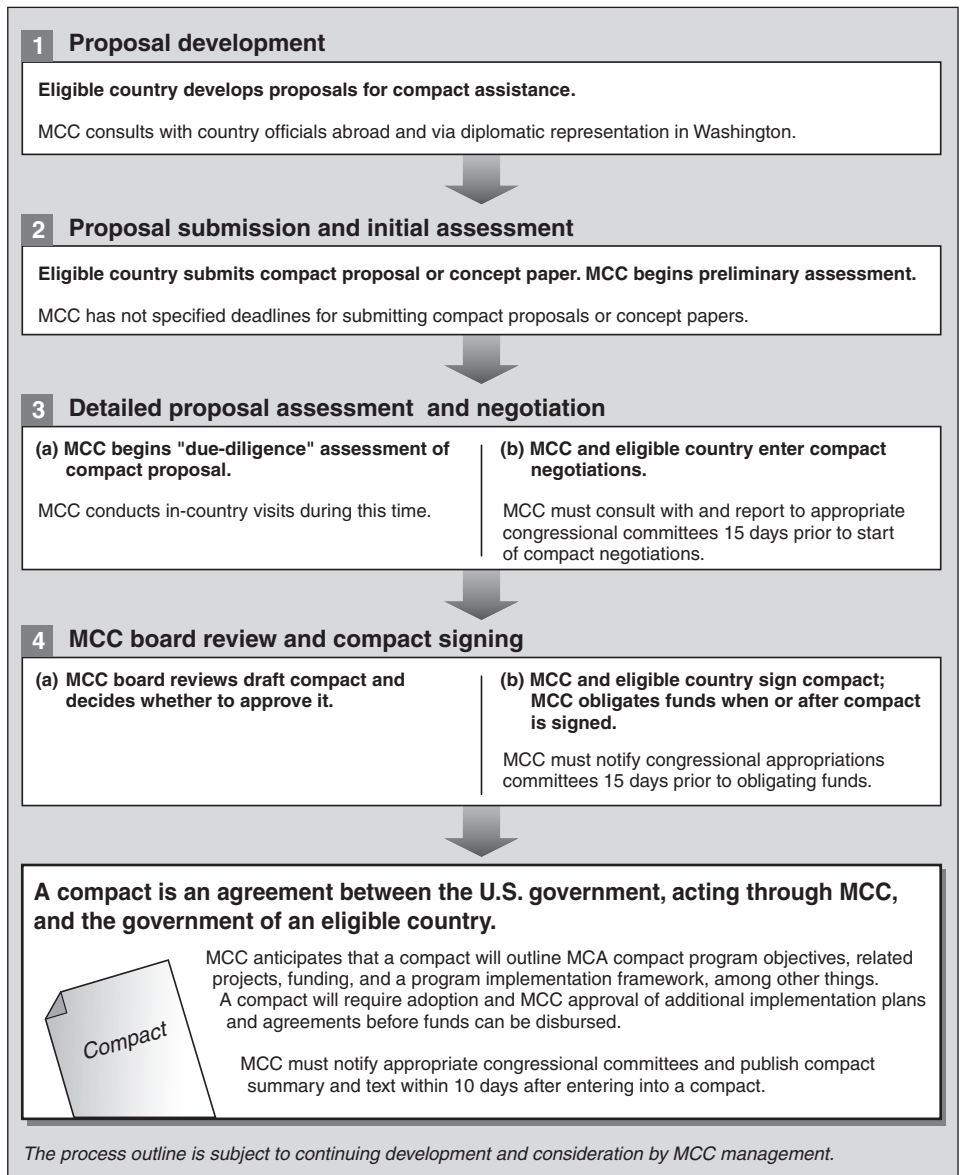 1 Proposal development
Eligible country develops proposals for compact assistance.
MCC consults with country officials abroad and via diplomatic representation in Washington.
2 Proposal submission and initial assessment
Eligible country submits compact proposal or concept paper. MCC begins preliminary assessment.
MCC has not specified deadlines for submitting compact proposals or concept papers.
3 Detailed proposal assessment and negotiation
(a) MCC begins "due-diligence" assessment of
compact proposal.
MCC conducts in-country visits during this time.
(b) MCC and eligible country enter compact
negotiations.
MCC must consult with and report to appropriate
congressional committees 15 days prior to start
of compact negotiations.
4 MCC board review and compact signing
(a) MCC board reviews draft compact and
decides whether to approve it.
(b) MCC and eligible country sign compact;
MCC obligates funds when or after compact
is signed.
MCC must notify congressional appropriations
committees 15 days prior to obligating funds.
A compact is an agreement between the U.S. government, acting through MCC,
and the government of an eligible country.
MCC anticipates that a compact will outline MCA compact program objectives, related
projects, funding, and a program implementation framework, among other things.
A compact will require adoption and MCC approval of additional implementation plans
and agreements before funds can be disbursed.
Compact
MCC must notify appropriate congressional committees and publish compact
summary and text within 10 days after entering into a compact.
The process outline is subject to continuing development and consideration by MCC management.